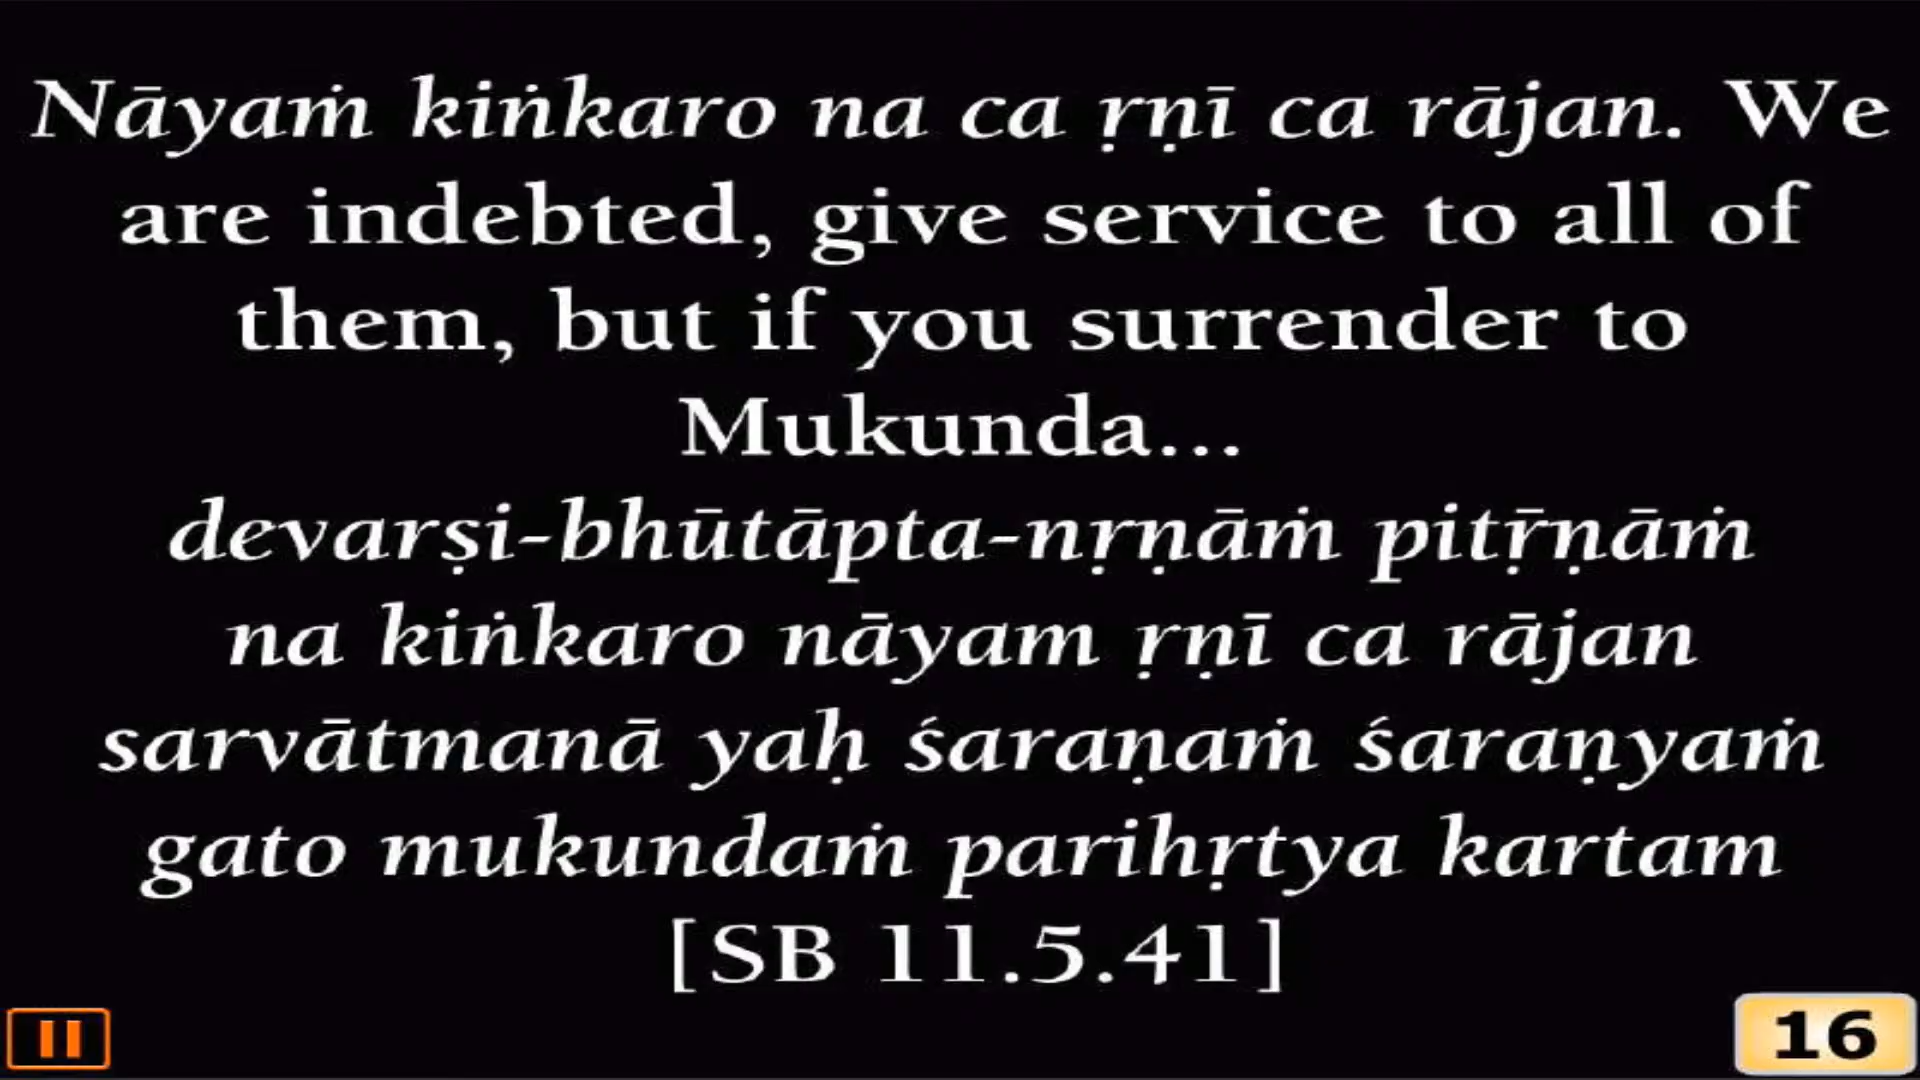 Nāyaṁ kiṅkaro na ca ṛṇī ca rājan. We
are indebted, give service to all of
them, but if you surrender to
Mukunda...
devarṣi-bhūtāpta-nṛṇāṁ pitṝṇāṁ
na kiṅkaro nāyam ṛṇī ca rājan
sarvātmanā yaḥ śaraṇaṁ śaraṇyaṁ
gato mukundaṁ parihṛtya kartam
[SB 11.5.41]
16